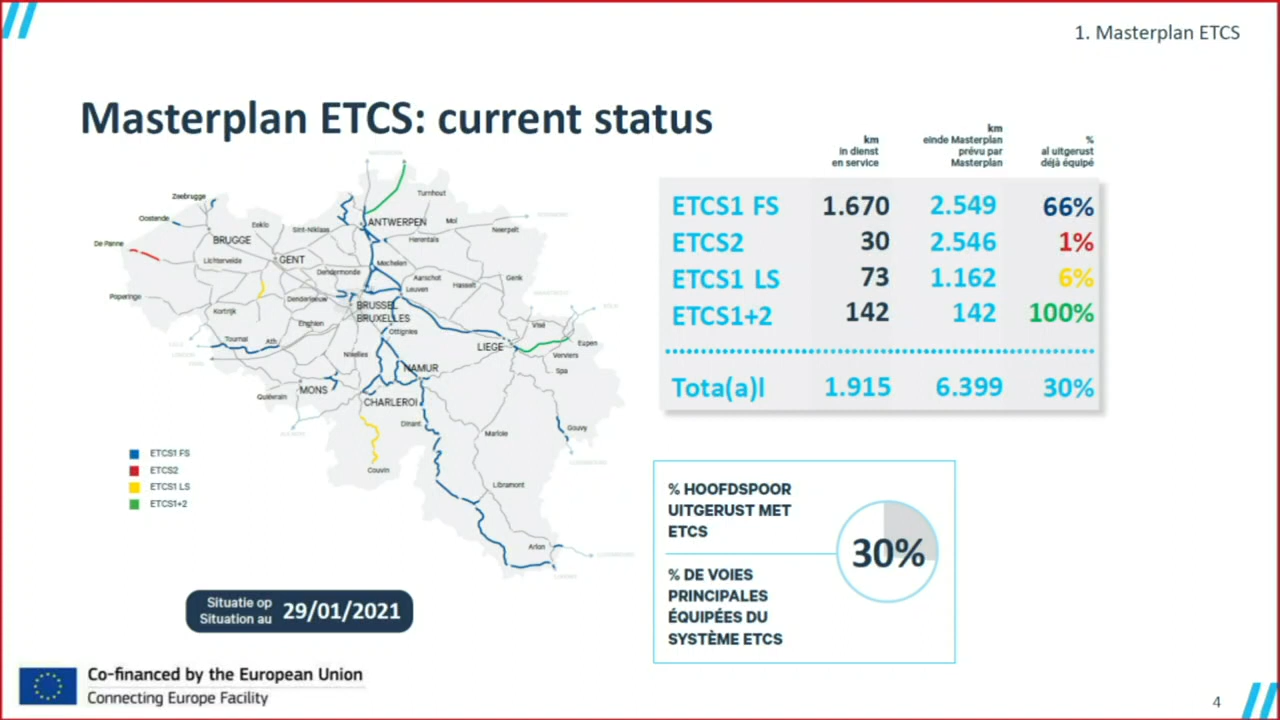 1. Masterplan ETCS
Masterplan ETCS: current status
km
in dienst
en service
km
einde Masterplan
prévu par
Masterplan
%
al uitgerust
déjà équipé
ETCS1 FS 1.670 2.549 66%
ETCS2 30 2.546 1%
ETCS1 LS 73 1.162 6%
ETCS1+2 142 142 100%
Tota(a)l 1.915 6.399 30%
Zeebrugge
Oostende
De Panne
BRUGGE
Eeklo
Sint-Niklaas
ANTWERPEN
Turnhout
Mol
Neerpelt
Herentals
Lichtervelde
GENT
Dendermonde
Mechelen
Aarschot
Leuven
Hasselt
Genk
Poperinge
Kortrijk
Denderleeuw
BRUSSEL
BRUXELLES
Enghien
Ottignies
Tournai
Ath
Nivelles
LIEGE
Visé
Eupen
Verviers
Spa
NAMUR
MONS
Quiévrain
CHARLEROI
Dinant
Marloie
Gouvy
Couvin
Libramont
Arlon
ETCS1 FS
ETCS2
ETCS1 LS
ETCS1+2
% HOOFDSPOOR
UITGERUST MET
ETCS
30%
% DE VOIES
PRINCIPALES
ÉQUIPÉES DU
SYSTÈME ETCS
Situatie op
Situation au
29/01/2021
Co-financed by the European Union
Connecting Europe Facility
4